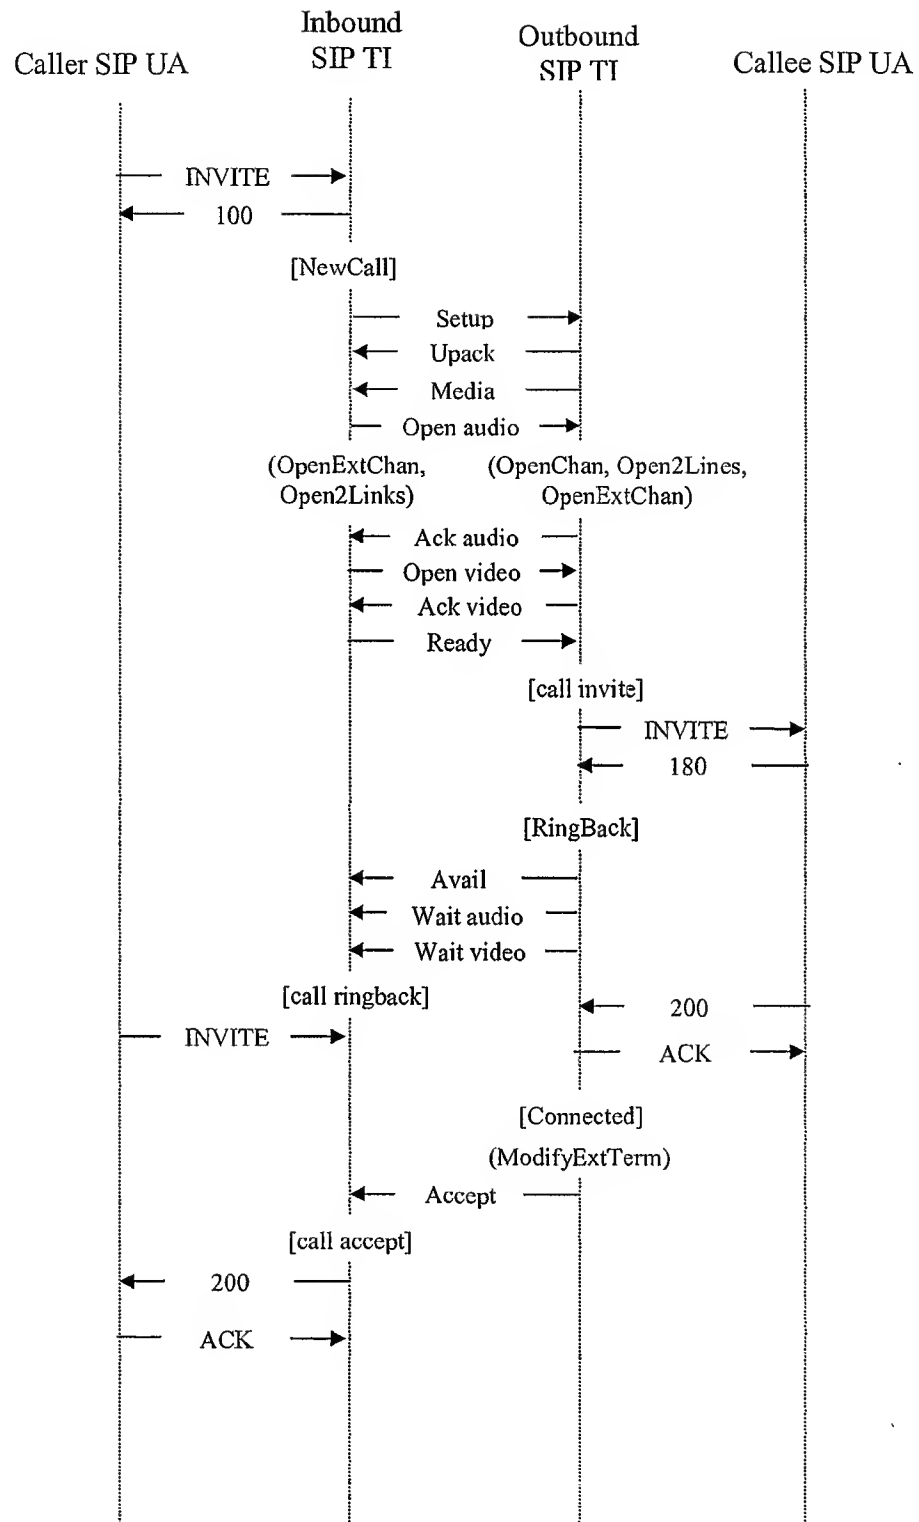 Caller SIP UA
Inbound
SIP TI
Outbound
SIP TI
Callee SIP UA
INVITE
100
[NewCall]
Setup
Upack
Media
Open audio
(OpenExtChan,
Open2Links)
(OpenChan, Open2Lines,
OpenExtChan)
Ack audio
Open video
Ack video
Ready
[call invite]
INVITE
180
[RingBack]
Avail
Wait audio
Wait video
[call ringback]
200
INVITE
ACK
[Connected]
(ModifyExtTerm)
Accept
[call accept]
200
ACK